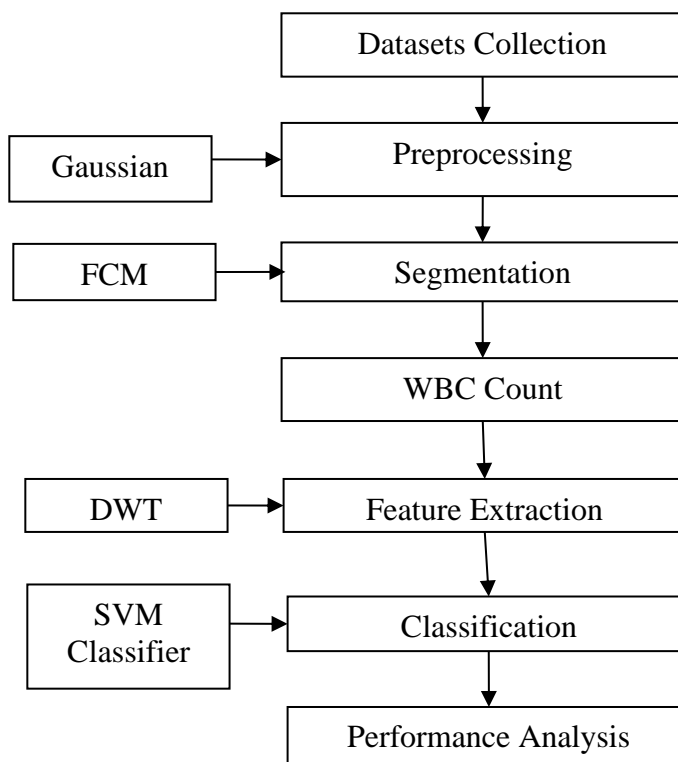 Datasets Collection
Gaussian
Preprocessing
FCM
Segmentation
WBC Count
DWT
Feature Extraction
SVM
Classifier
Classification
Performance Analysis